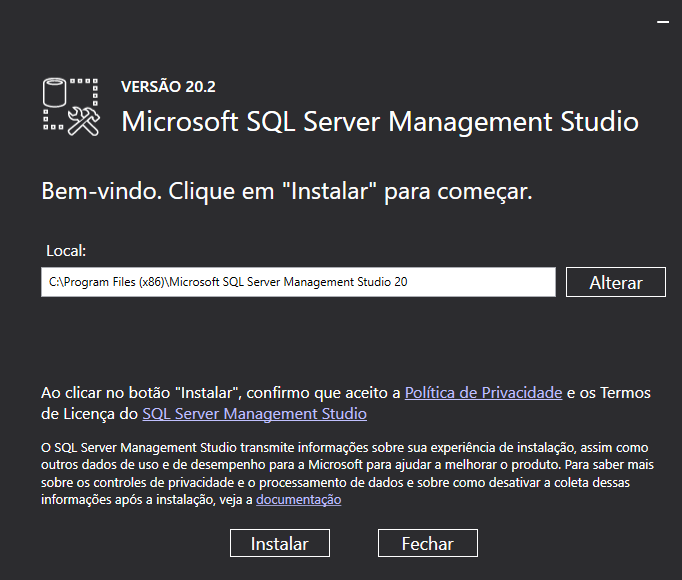 VERSÃO 20.2
Microsoft SQL Server Management Studio
Bem-vindo. Clique em "Instalar" para começar.
Local:
C:\Program Files (x86)\Microsoft SQL Server Management Studio 20
Alterar
Ao clicar no botão "Instalar", confirmo que aceito a Política de Privacidade e os Termos
de Licença do SQL Server Management Studio
O SQL Server Management Studio transmite informações sobre sua experiência de instalação, assim como
outros dados de uso e de desempenho para a Microsoft para ajudar a melhorar o produto. Para saber mais
sobre os controles de privacidade e o processamento de dados e sobre como desativar a coleta dessas
informações após a instalação, veja a documentação
Instalar
Fechar